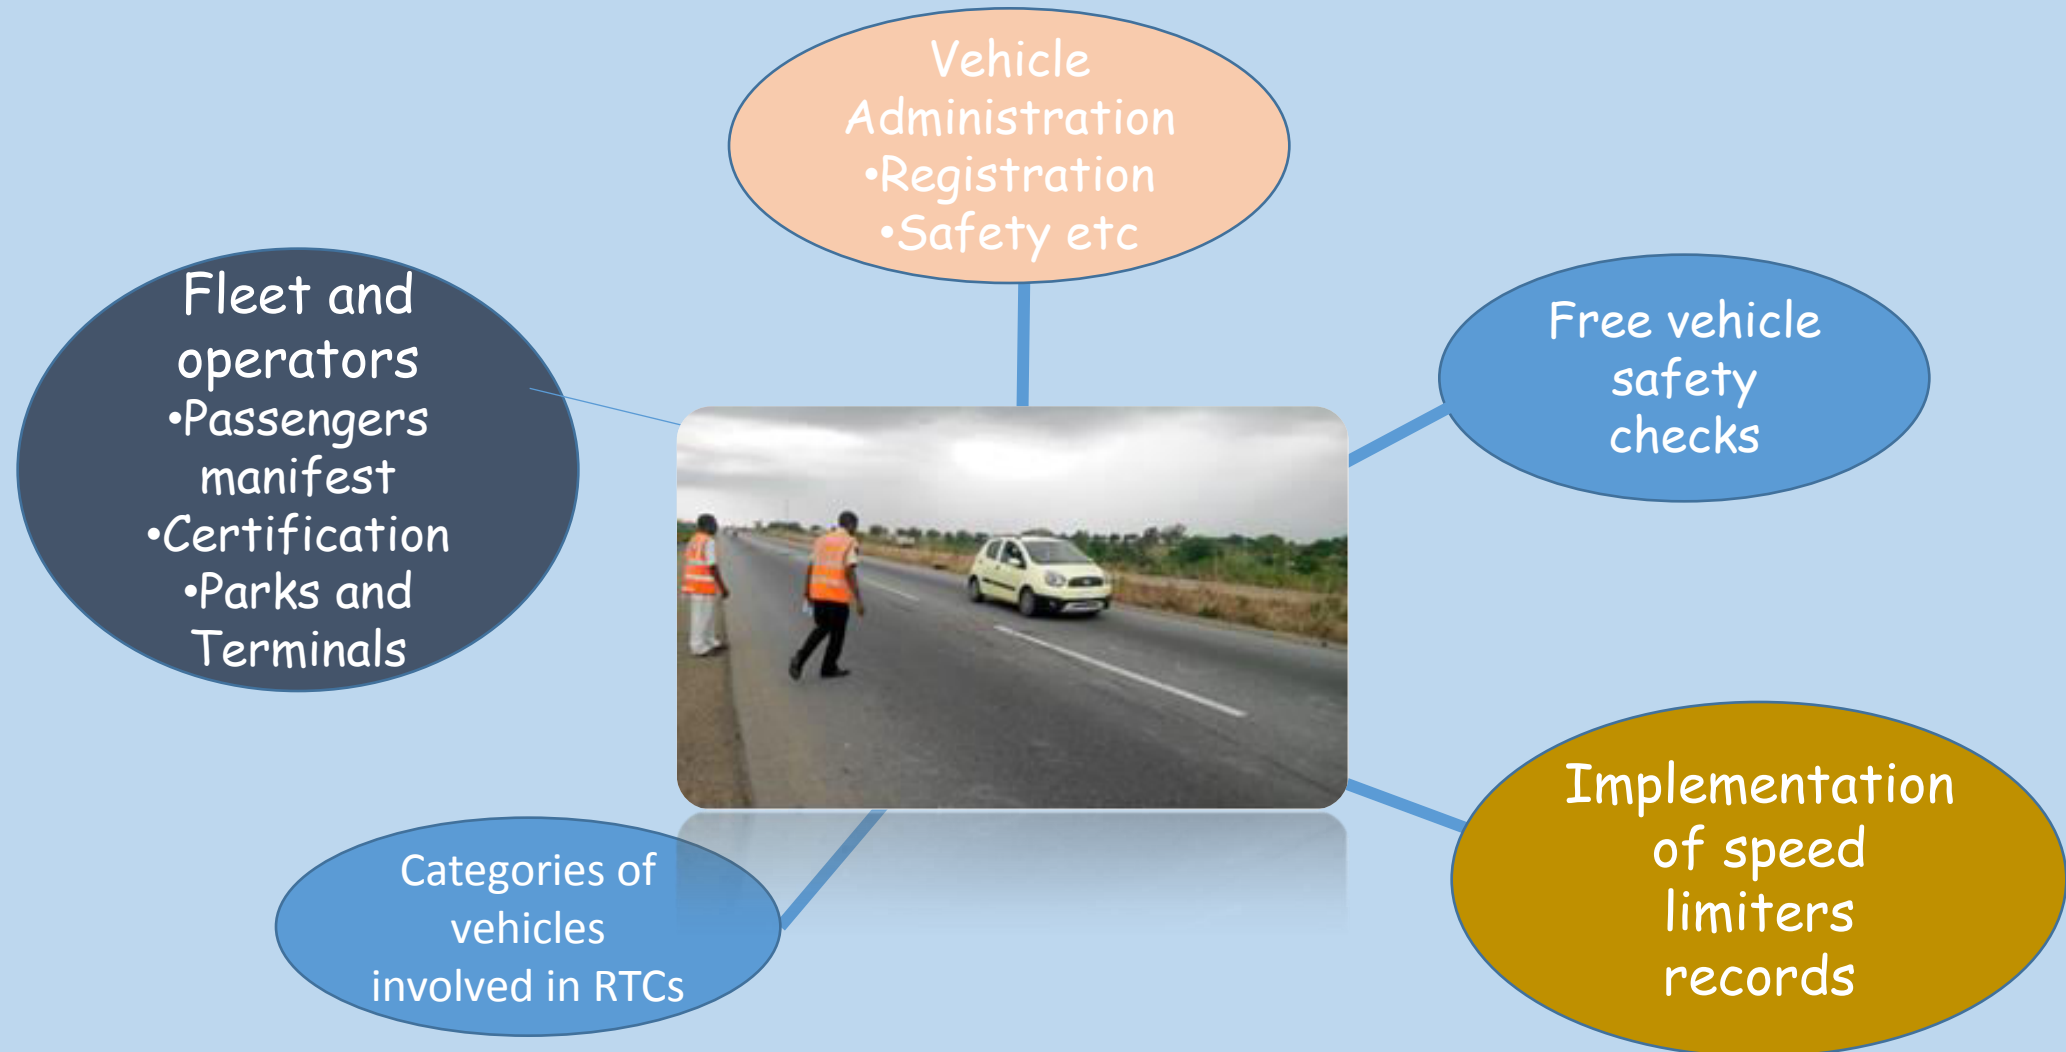 Vehicle
Administration
•Registration
•Safety etc
Fleet and
operators
•Passengers
manifest
•Certification
•Parks and
Terminals
Free vehicle
safety
checks
Categories of
vehicles
involved in RTCs
Implementation
of speed
limiters
records